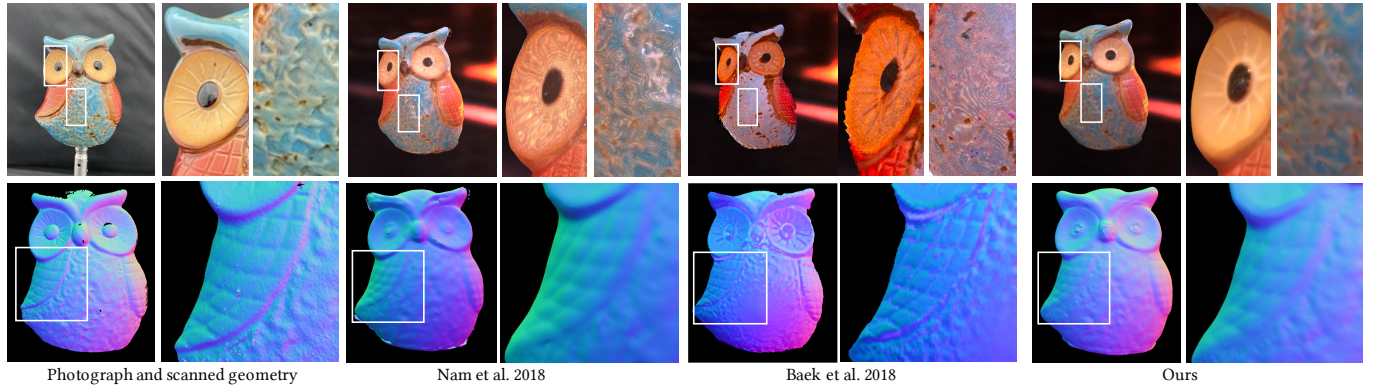 Photograph and scanned geometry
Nam et al. 2018
Baek et al. 2018
Ours